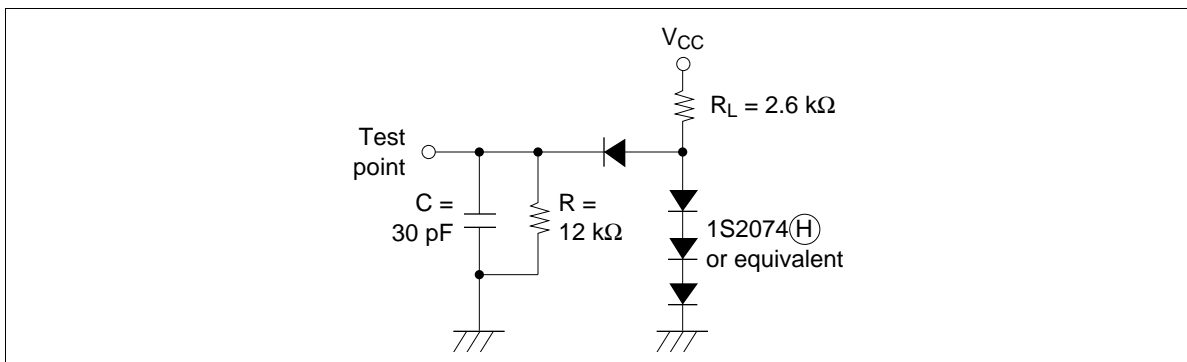 VCC
RL = 2.6 kΩ
Test
point
C =
30 pF
R =
12 kΩ
1S2074Ⓗ
or equivalent